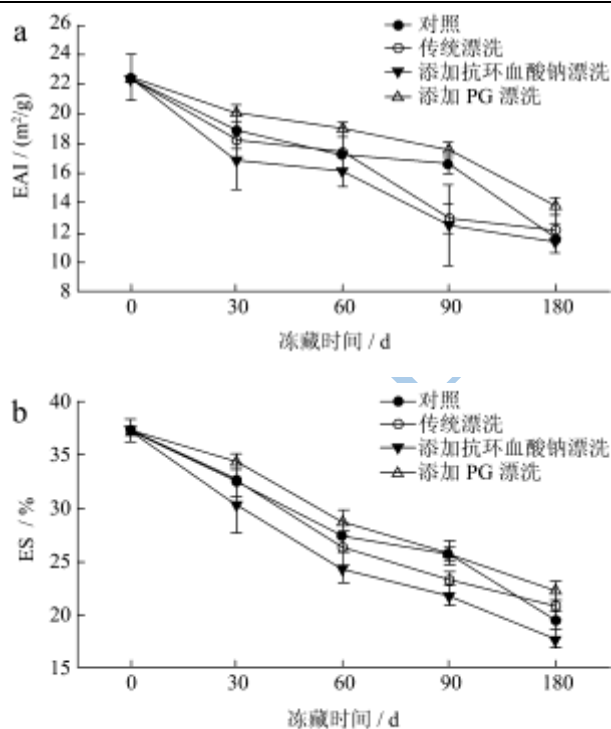 a
EAI / (m²/g)
26
24
22
20
18
16
14
12
10
8
对照
传统漂洗
添加抗环血酸钠漂洗
添加 PG 漂洗
0 30 60 90 180
冻藏时间 / d
b
ES / %
40
35
30
25
20
15
对照
传统漂洗
添加抗环血酸钠漂洗
添加 PG 漂洗
0 30 60 90 180
冻藏时间 / d